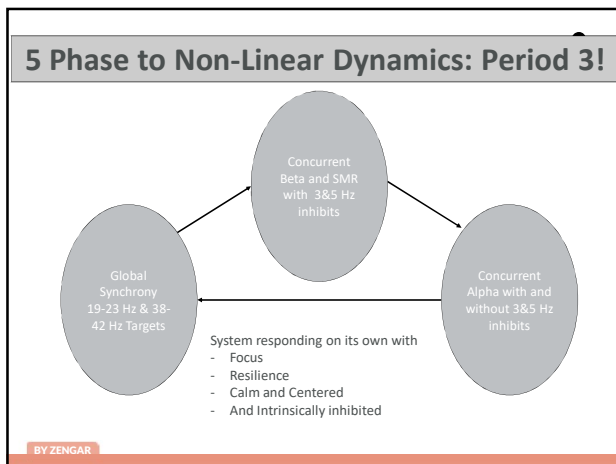 5 Phase to Non-Linear Dynamics: Period 3!
Concurrent
Beta and SMR
with 3&5 Hz
inhibits
Global
Synchrony
19-23 Hz & 38-
42 Hz Targets
Concurrent
Alpha with and
without 3&5 Hz
inhibits
System responding on its own with
- Focus
- Resilience
- Calm and Centered
- And Intrinsically inhibited
BY ZENGAR